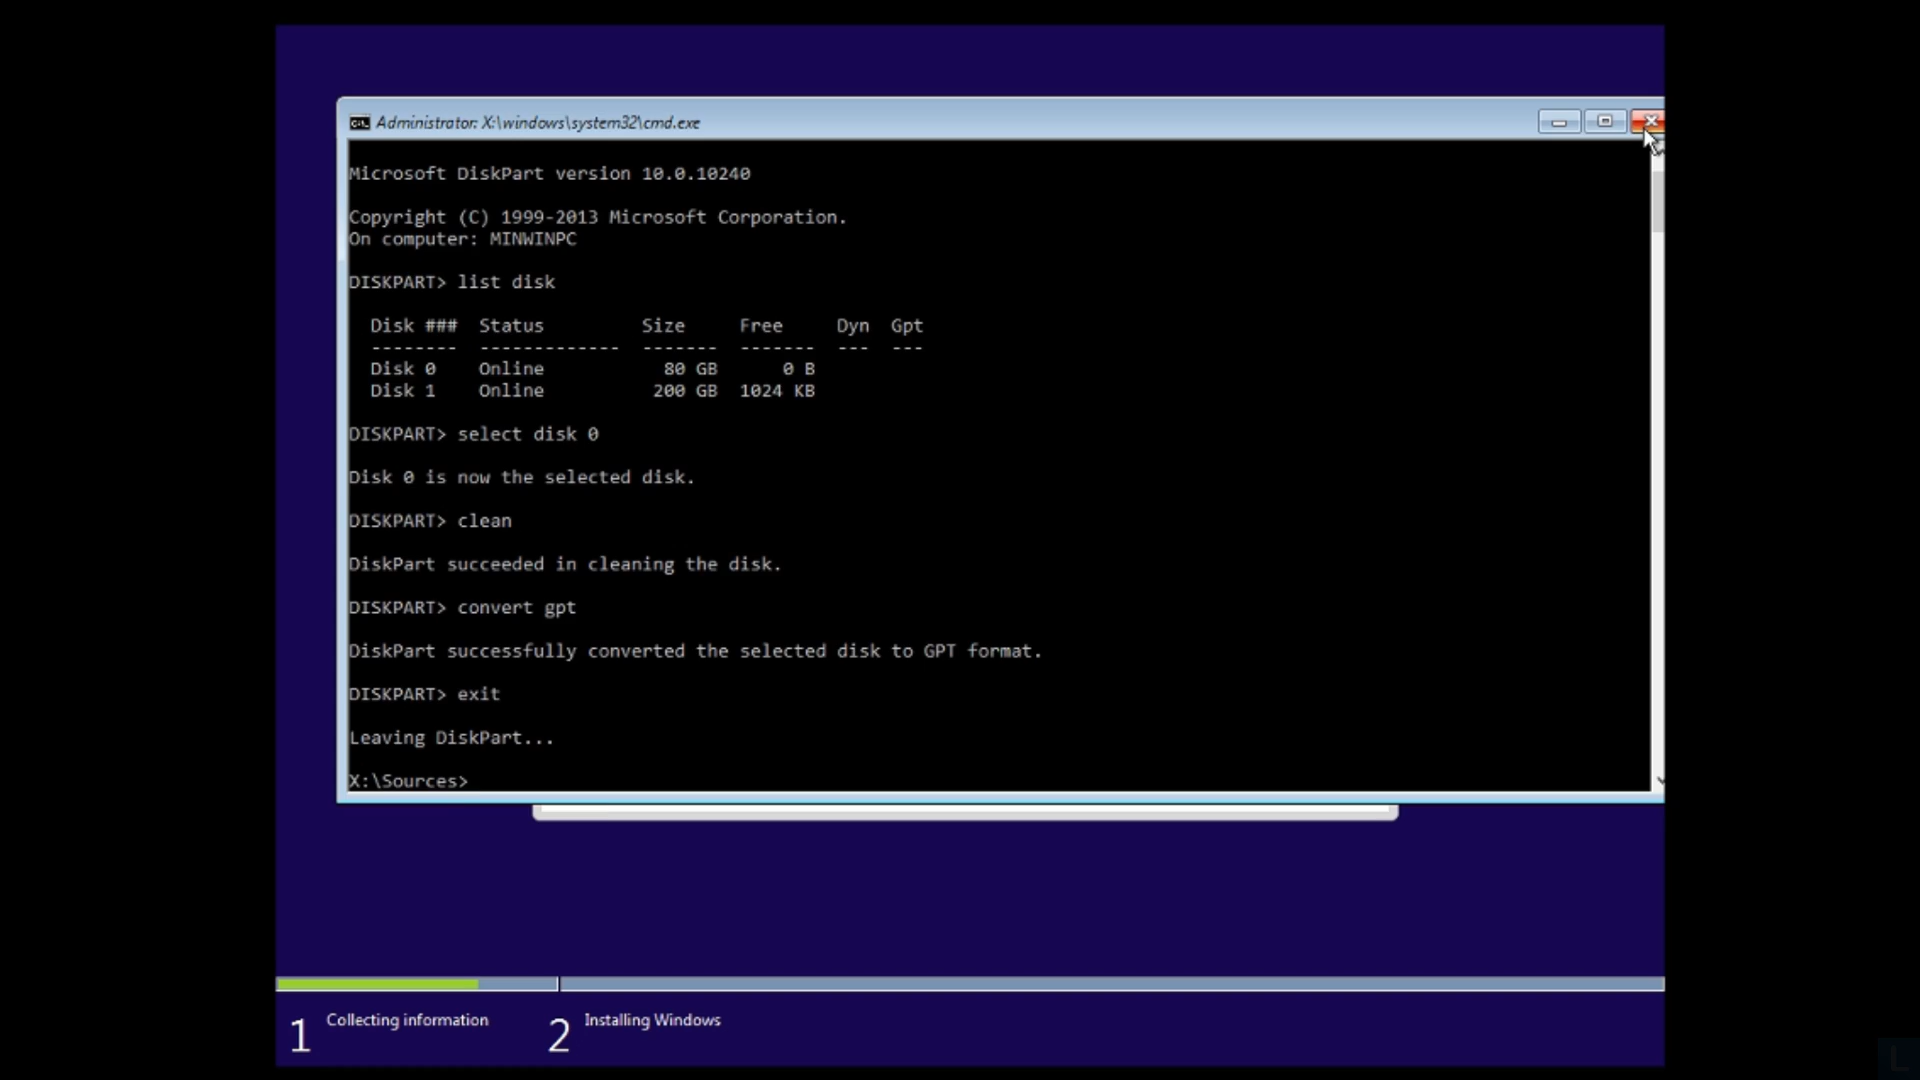 Administrator: X:\windows\system32\cmd.exe
Microsoft DiskPart version 10.0.10240
Copyright (C) 1999-2013 Microsoft Corporation.
On computer: MINWINPC
DISKPART> list disk
Disk ###  Status         Size     Free     Dyn  Gpt
--------  -------------  -------  -------  ---  ---
Disk 0    Online           80 GB      0 B
Disk 1    Online          200 GB  1024 KB
DISKPART> select disk 0
Disk 0 is now the selected disk.
DISKPART> clean
DiskPart succeeded in cleaning the disk.
DISKPART> convert gpt
DiskPart successfully converted the selected disk to GPT format.
DISKPART> exit
Leaving DiskPart...
X:\Sources>
1 Collecting information 2 Installing Windows